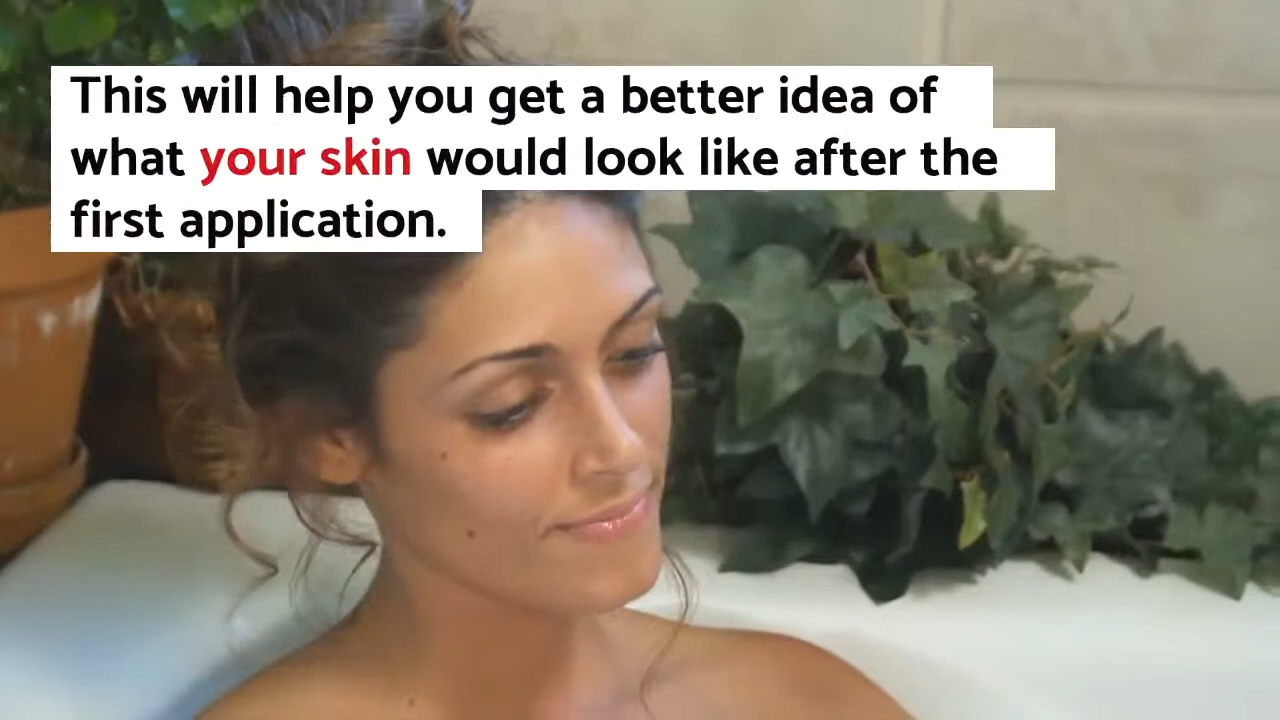 This will help you get a better idea of
what your skin would look like after the
first application.